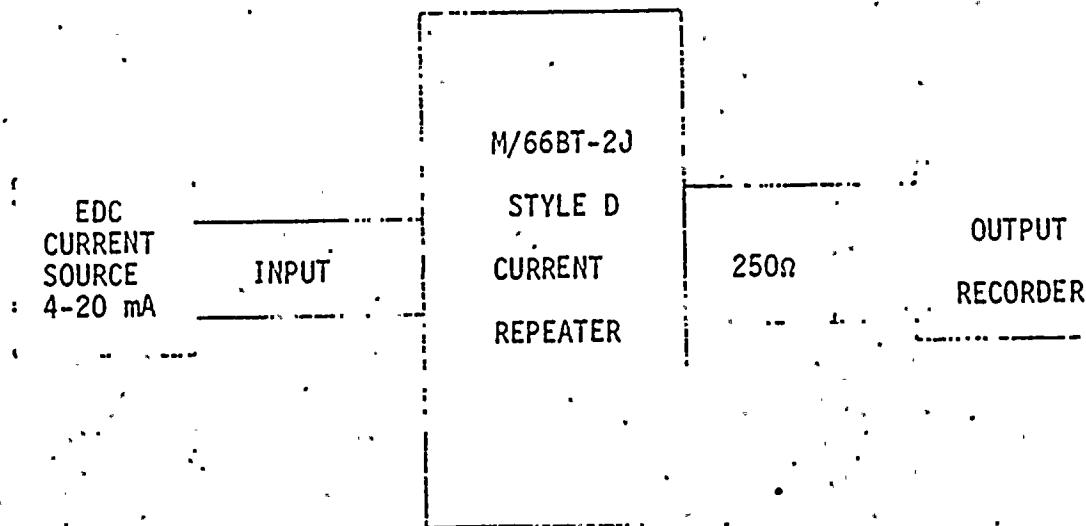 EDC
CURRENT
SOURCE
4-20 mA
INPUT
M/66BT-2J
STYLE D
CURRENT
REPEATER
250Ω
OUTPUT
RECORDER